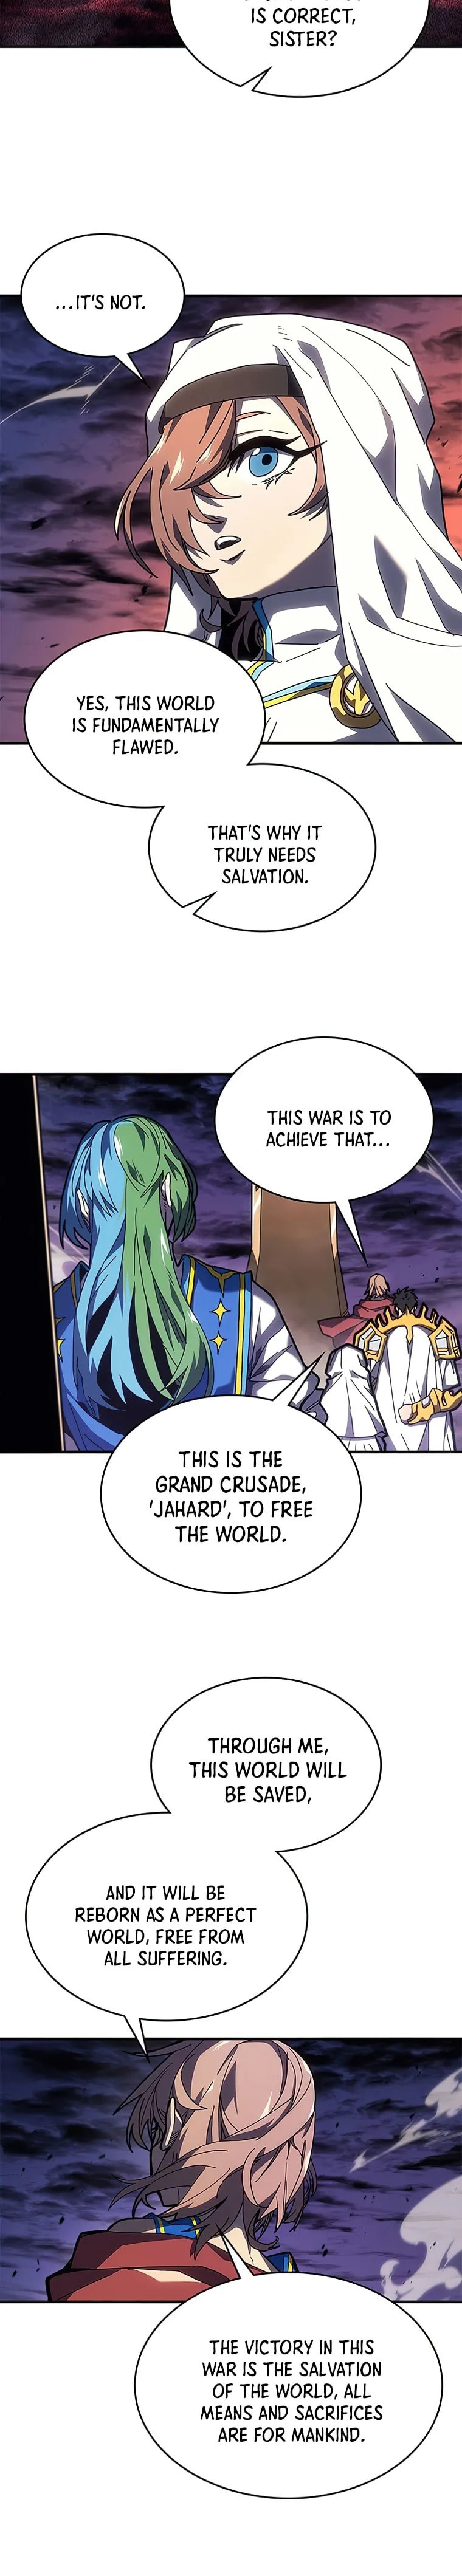 IS CORRECT,
SISTER?
...IT'S NOT.
YES, THIS WORLD
IS FUNDAMENTALLY
FLAWED.
THAT'S WHY IT
TRULY NEEDS
SALVATION.
THIS WAR IS TO
ACHIEVE THAT...
THIS IS THE
GRAND CRUSADE,
'JAHARD', TO FREE
THE WORLD.
THROUGH ME,
THIS WORLD WILL
BE SAVED,
AND IT WILL BE
REBORN AS A PERFECT
WORLD, FREE FROM
ALL SUFFERING.
THE VICTORY IN THIS
WAR IS THE SALVATION
OF THE WORLD, ALL
MEANS AND SACRIFICES
ARE FOR MANKIND.